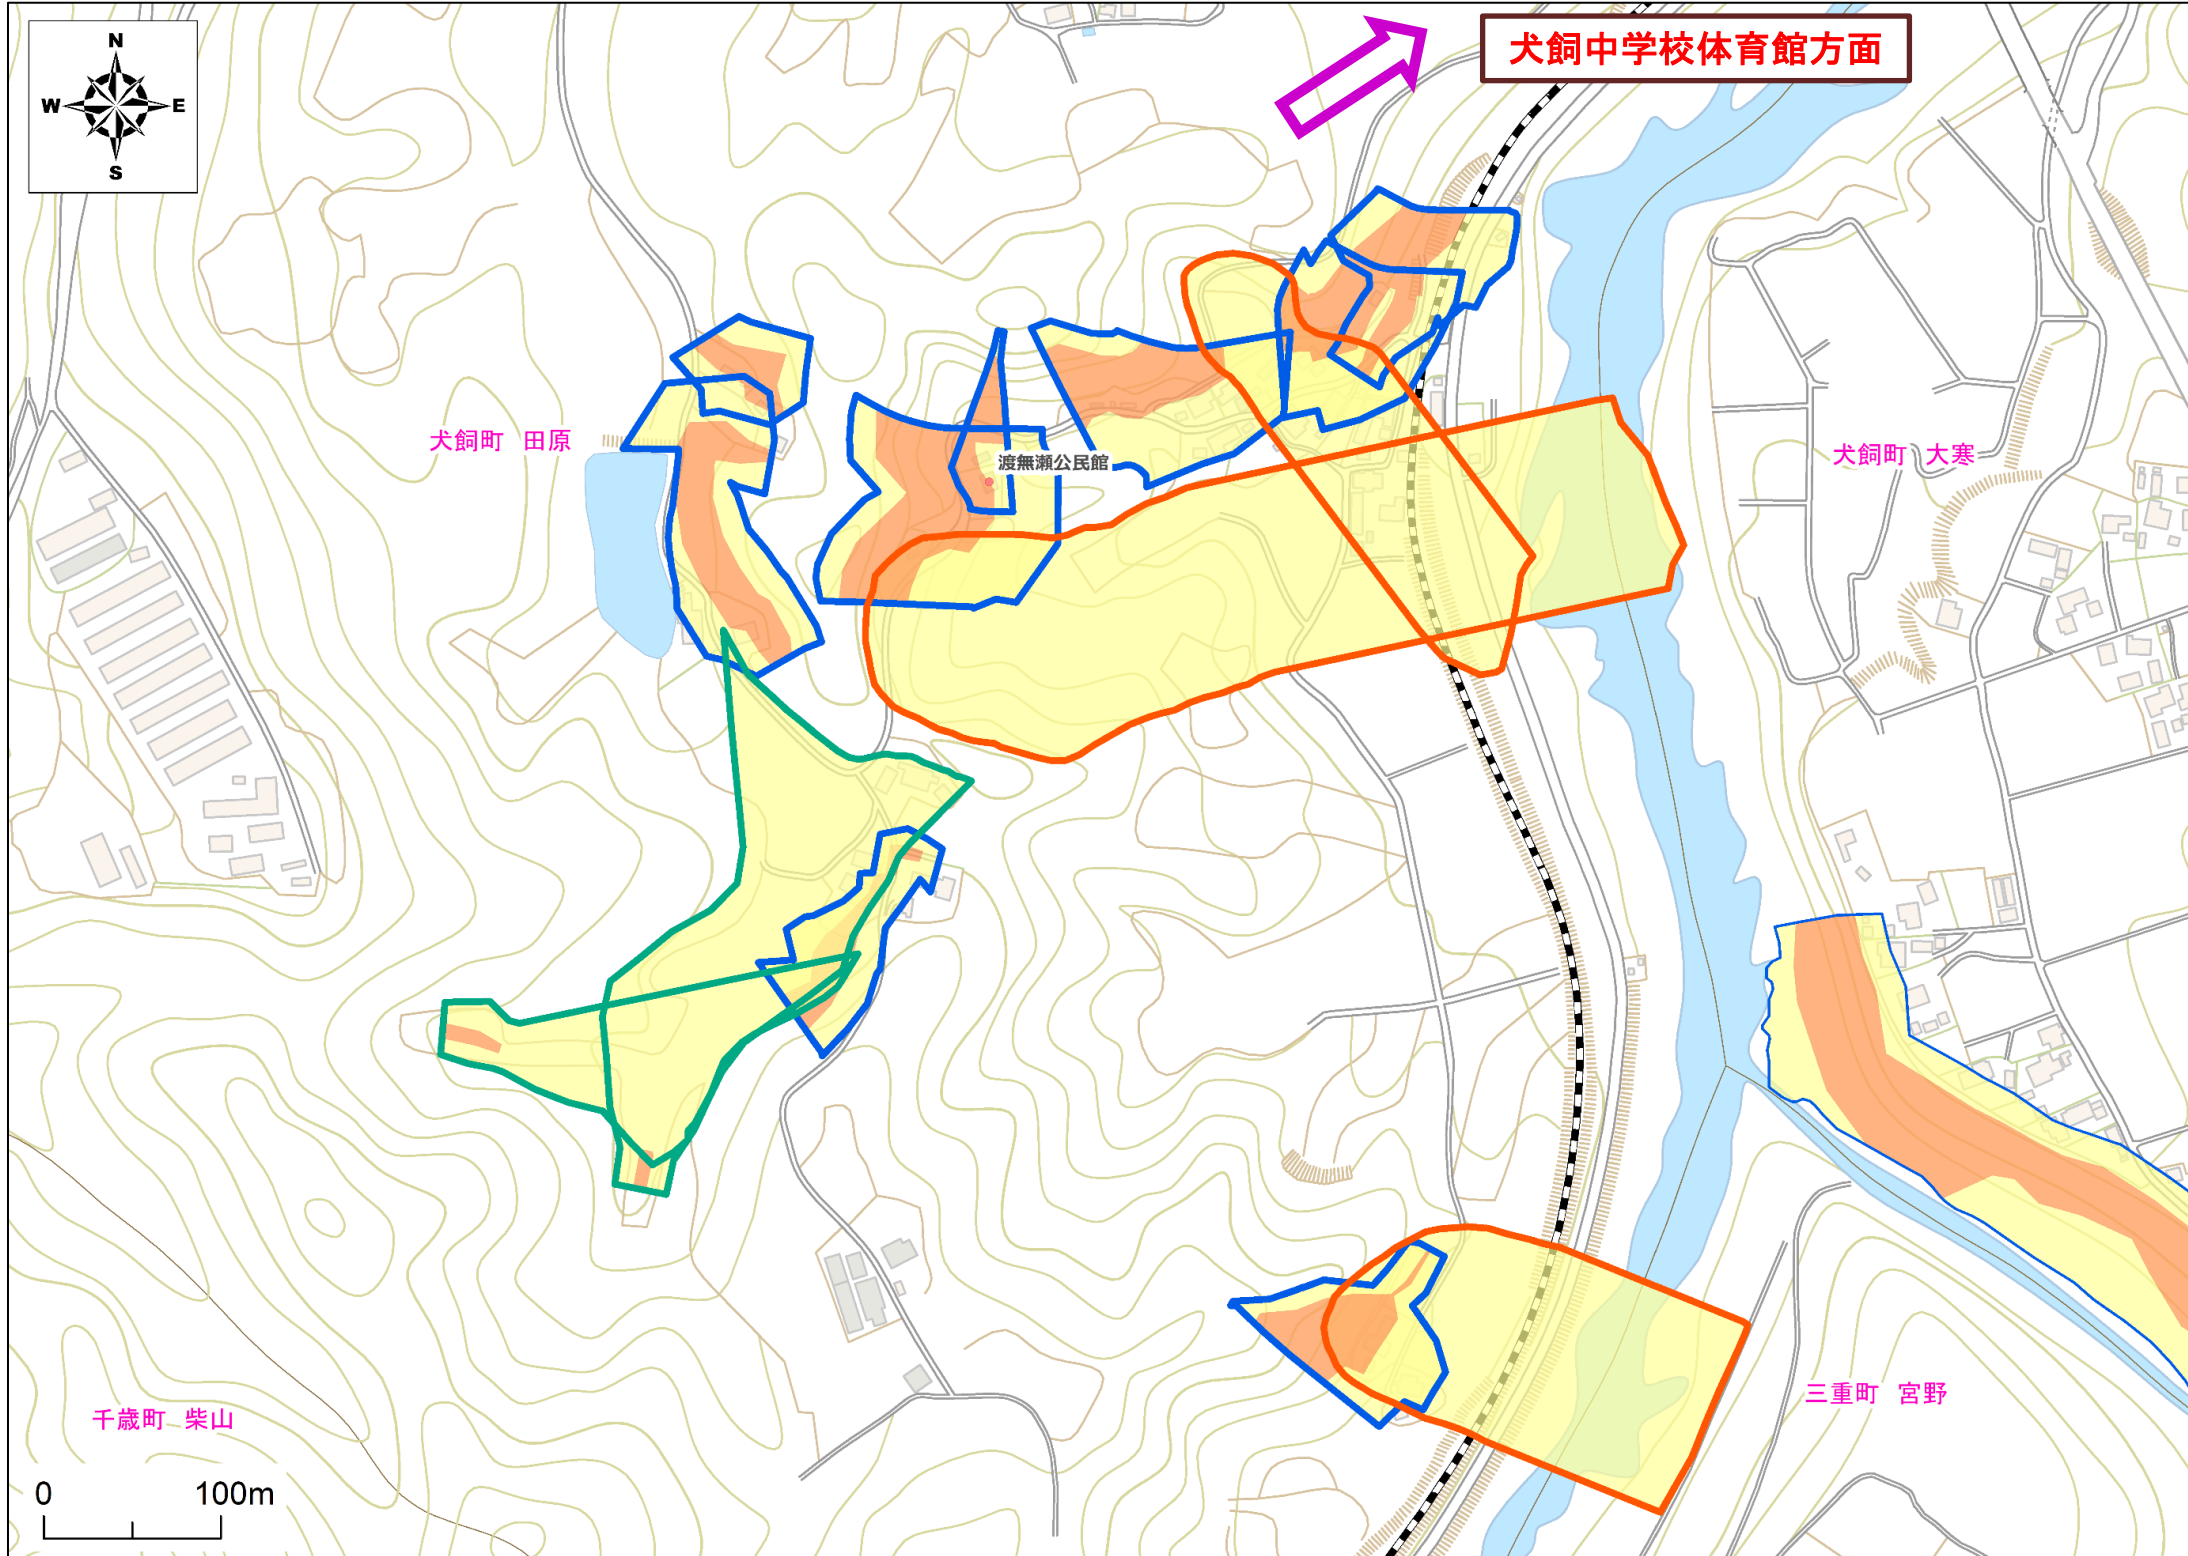 N
W E
S
犬飼中学校体育館方面
犬飼町 田原
渡無瀬公民館
犬飼町 大寒
千歳町 柴山
三重町 宮野
0 100m